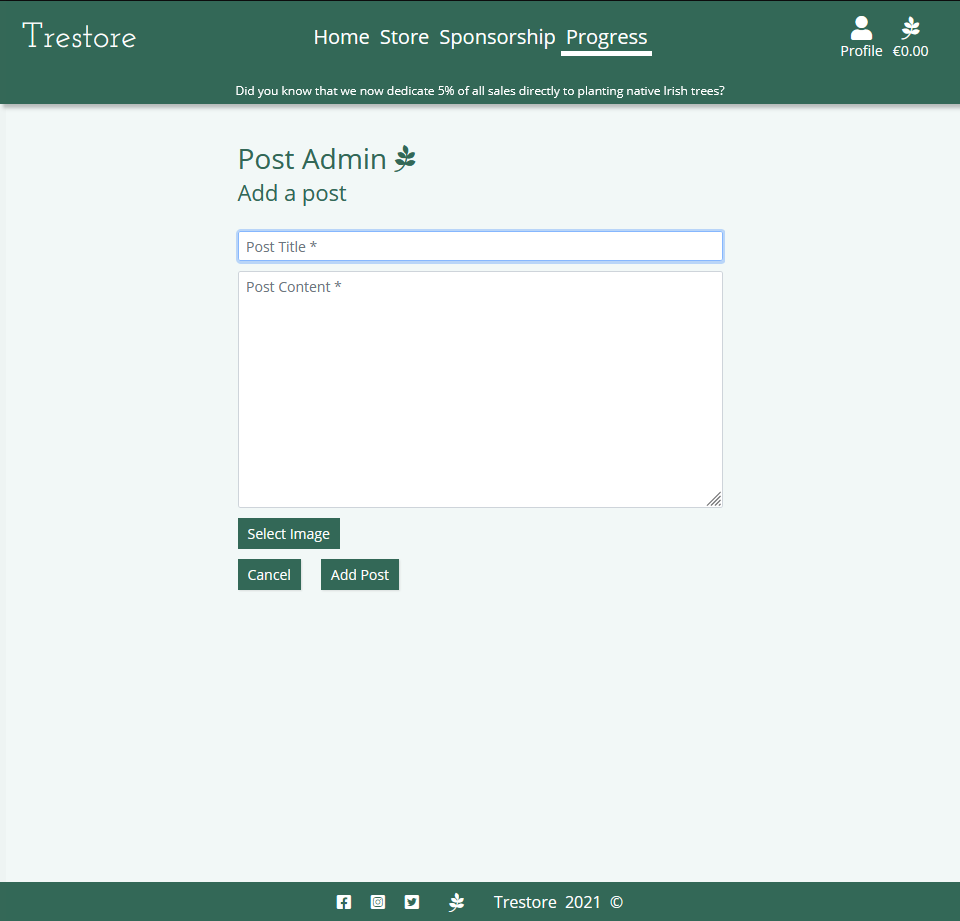 Trestore
Home Store Sponsorship Progress
Profile €0.00
Did you know that we now dedicate 5% of all sales directly to planting native Irish trees?
Post Admin
Add a post
Post Title *
Post Content *
Select Image
Cancel Add Post
Trestore 2021 ©